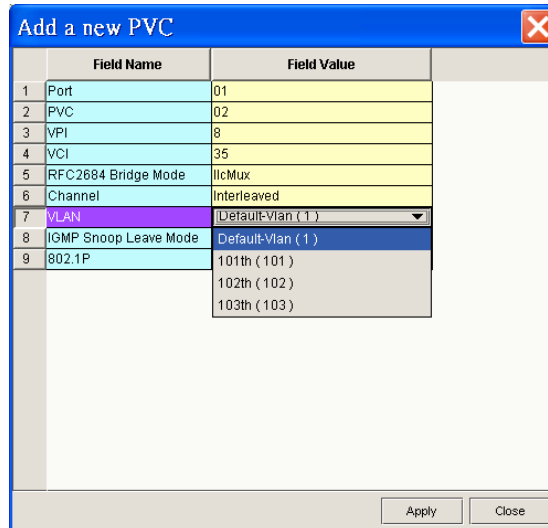 Add a new PVC
Field Name Field Value
1 Port 01
2 PVC 02
3 VPI 8
4 VCI 35
5 RFC2684 Bridge Mode llcMux
6 Channel Interleaved
7 VLAN Default-Vlan ( 1 )
8 IGMP Snoop Leave Mode Default-Vlan ( 1 )
9 802.1P 101th ( 101 )
102th ( 102 )
103th ( 103 )
Apply Close